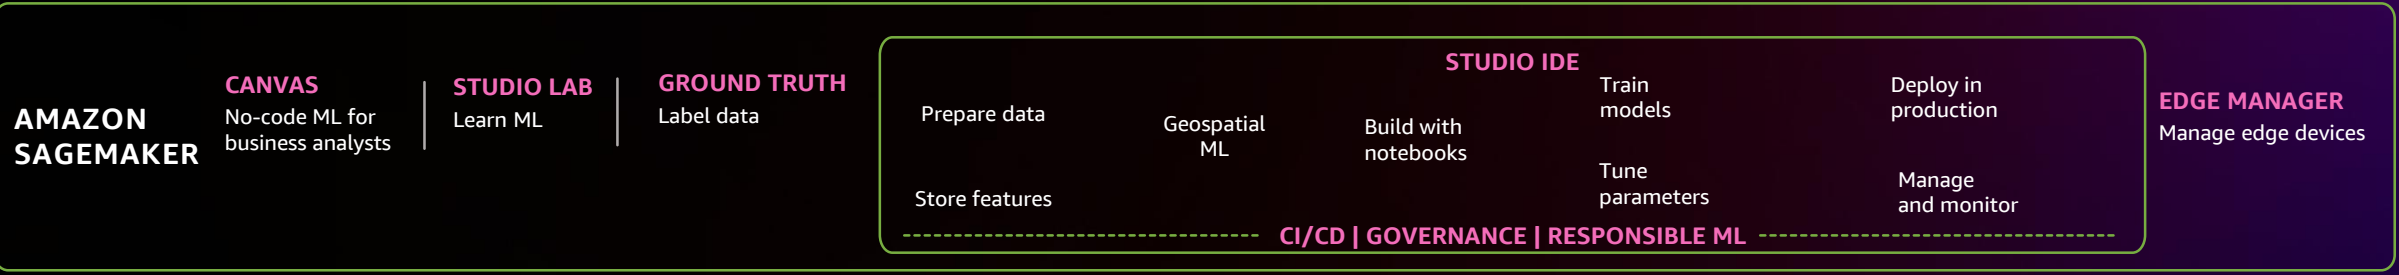 AMAZON
SAGEMAKER
CANVAS
No-code ML for
business analysts
STUDIO LAB
Learn ML
GROUND TRUTH
Label data
STUDIO IDE
Prepare data
Store features
Geospatial
ML
Build with
notebooks
Train
models
Tune
parameters
Deploy in
production
Manage
and monitor
CI/CD | GOVERNANCE | RESPONSIBLE ML
EDGE MANAGER
Manage edge devices